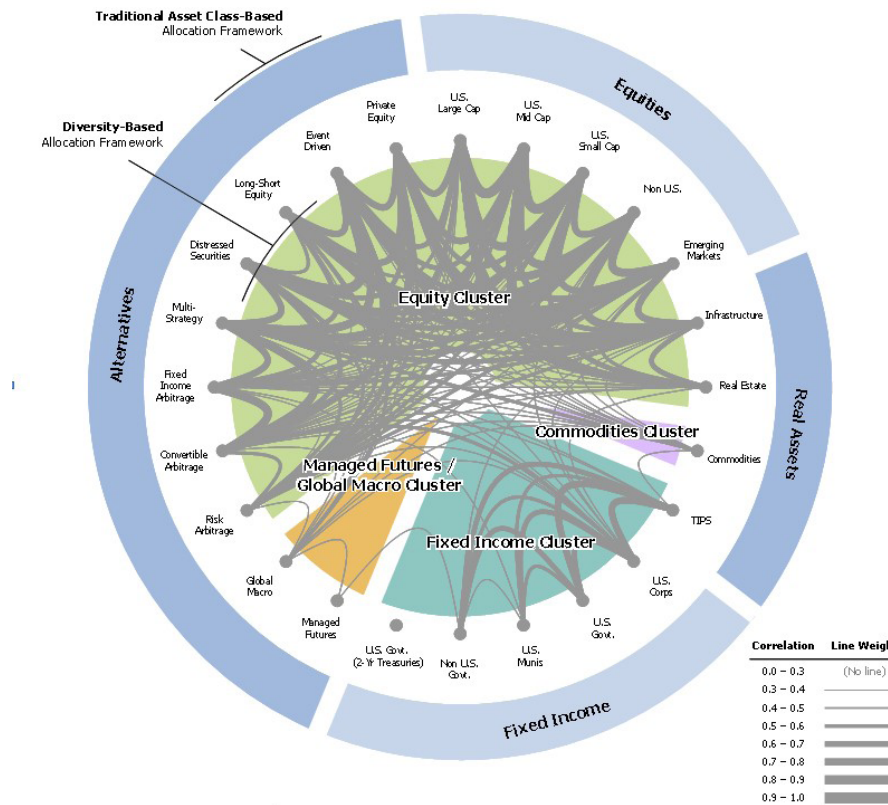 Traditional Asset Class-Based
Allocation Framework
Diversity-Based
Allocation Framework
Equities
Real Assets
Fixed Income
Alternatives
Private
Equity
U.S.
Large Cap
U.S.
Mid Cap
U.S.
Small Cap
Non U.S.
Emerging
Markets
Infrastructure
Real Estate
Commodities
TIPS
U.S.
Corps
U.S.
Govt.
U.S.
Munis
Non U.S.
Govt.
U.S. Govt.
(2-Yr Treasuries)
Managed
Futures
Global
Macro
Risk
Arbitrage
Convertible
Arbitrage
Fixed
Income
Arbitrage
Multi-
Strategy
Distressed
Securities
Long-Short
Equity
Event
Driven
Equity Cluster
Commodities Cluster
Managed Futures /
Global Macro Cluster
Fixed Income Cluster
Correlation Line Weigh
0.0 – 0.3 (No line)
0.3 – 0.4
0.4 – 0.5
0.5 – 0.6
0.6 – 0.7
0.7 – 0.8
0.8 – 0.9
0.9 – 1.0